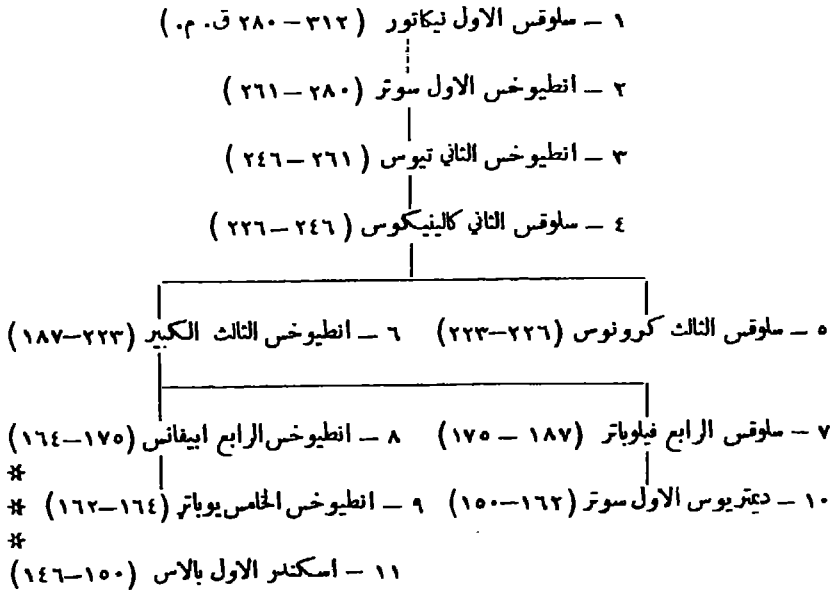 ١ – سلوقس الاول نيكاتور (٣١٢ – ٢٨٠ ق. م.)
٢ – انطيوخس الاول سوتر (٢٨٠ – ٢٦١)
٣ – انطيوخس الثاني تيوس (٢٦١ – ٢٤٦)
٤ – سلوقس الثاني كالينيكوس (٢٤٦ – ٢٢٦)
٥ – سلوقس الثالث كرونوس (٢٢٦–٢٢٣) ٦ – انطيوخس الثالث الكبير (٢٢٣–١٨٧)
٧ – سلوقس الرابع فيلوباتر (١٨٧ – ١٧٥) ٨ – انطيوخس الرابع ابيفانس (١٧٥–١٦٤)
*
١٠ – ديمتريوس الاول سوتر (١٦٢–١٥٠) ٩ – انطيوخس الخامس يوباتر (١٦٤–١٦٢) *
*
١١ – اسكندر الاول بالاس (١٥٠–١٤٦)